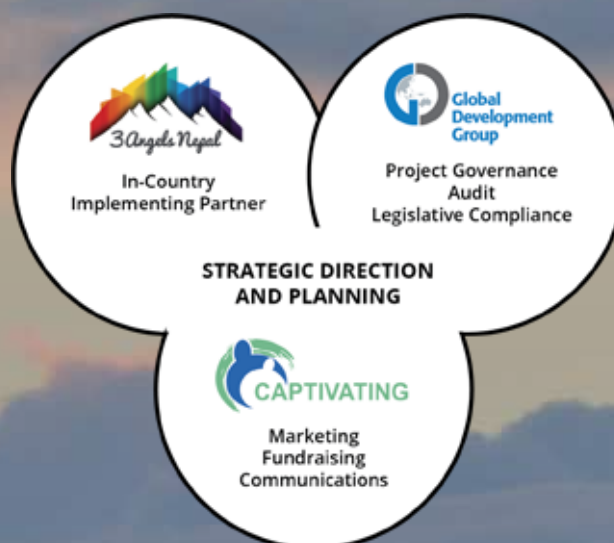 3 Angels Nepal
In-Country
Implementing Partner
Global
Development
Group
Project Governance
Audit
Legislative Compliance
STRATEGIC DIRECTION
AND PLANNING
CAPTIVATING
Marketing
Fundraising
Communications